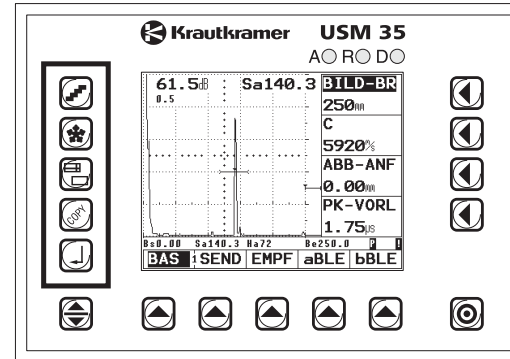 Krautkramer USM 35
A R D
61.5dB Sa140.3 BILD-BR
0.5
250mm
C
5920m/s
ABB-ANF
0.00mm
PK-VORL
1.75µs
Bs0.00 Sa140.3 Ha72 Be250.0 P !
BAS 1 SEND EMPF aBLE bBLE
COPY